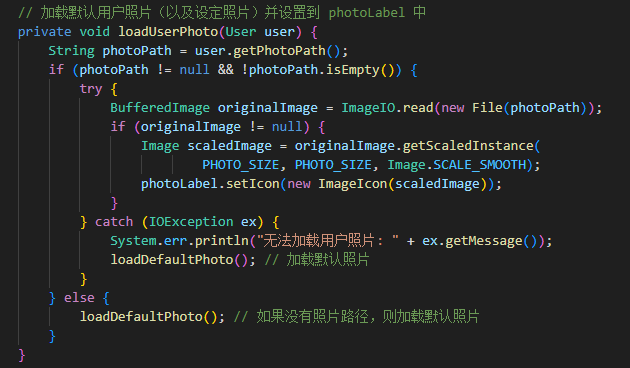 // 加载默认用户照片（以及设定照片）并设置到 photoLabel 中
private void loadUserPhoto(User user) {
    String photoPath = user.getPhotoPath();
    if (photoPath != null && !photoPath.isEmpty()) {
        try {
            BufferedImage originalImage = ImageIO.read(new File(photoPath));
            if (originalImage != null) {
                Image scaledImage = originalImage.getScaledInstance(
                        PHOTO_SIZE, PHOTO_SIZE, Image.SCALE_SMOOTH);
                photoLabel.setIcon(new ImageIcon(scaledImage));
            }
        } catch (IOException ex) {
            System.err.println("无法加载用户照片: " + ex.getMessage());
            loadDefaultPhoto(); // 加载默认照片
        }
    } else {
        loadDefaultPhoto(); // 如果没有照片路径，则加载默认照片
    }
}